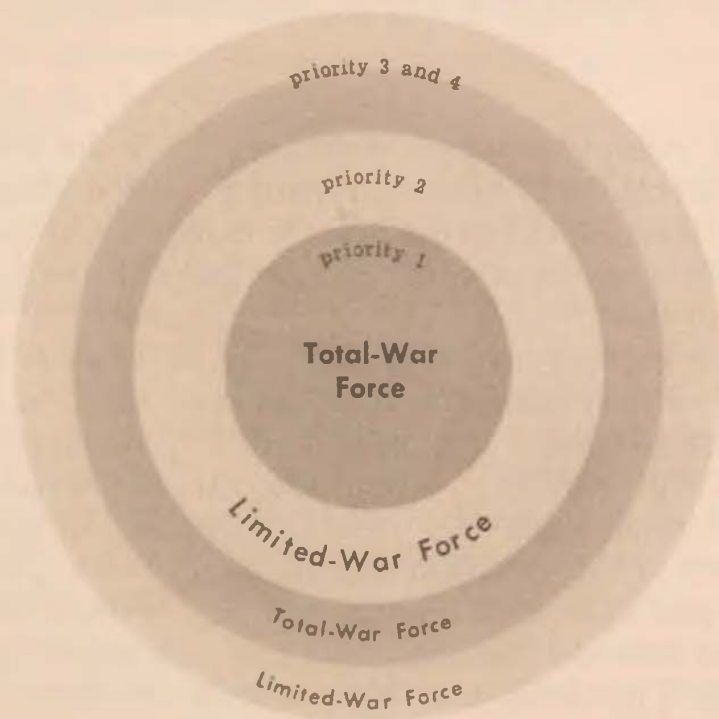 priority 3 and 4
priority 2
priority 1
Total-War
Force
Limited-War Force
Total-War Force
Limited-War Force